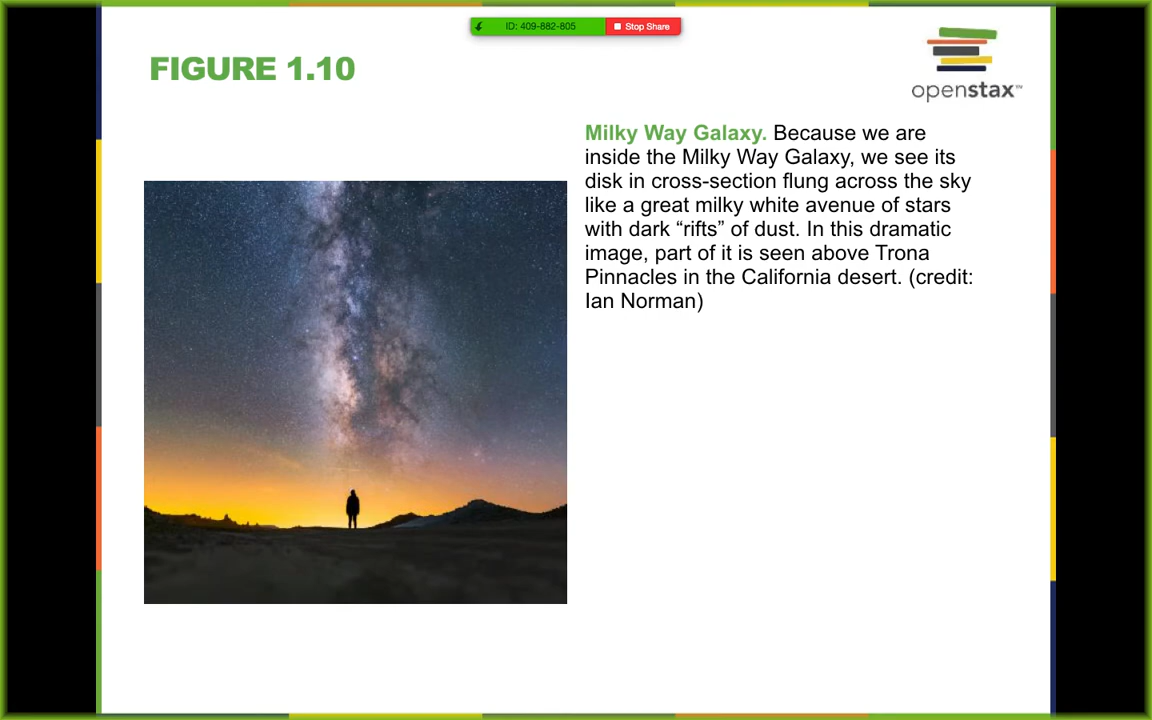 ID: 409-882-805
Stop Share
FIGURE 1.10
openstax™
Milky Way Galaxy. Because we are
inside the Milky Way Galaxy, we see its
disk in cross-section flung across the sky
like a great milky white avenue of stars
with dark “rifts” of dust. In this dramatic
image, part of it is seen above Trona
Pinnacles in the California desert. (credit:
Ian Norman)